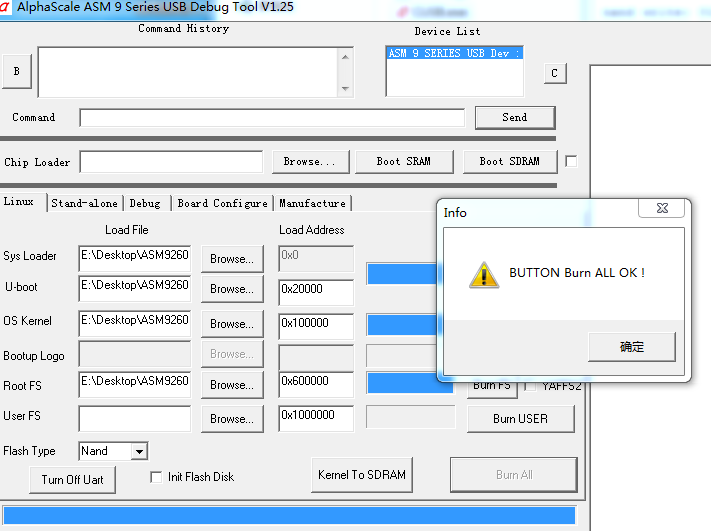 AlphaScale ASM 9 Series USB Debug Tool V1.25
Command History
Device List
B
ASM 9 SERIES USB Dev :
C
Command
Send
Chip Loader
Browse...
Boot SRAM
Boot SDRAM
Linux
Stand-alone
Debug
Board Configure
Manufacture
Load File
Load Address
Sys Loader
E:\Desktop\ASM9260
Browse...
0x0
U-boot
E:\Desktop\ASM9260
Browse...
0x20000
OS Kernel
E:\Desktop\ASM9260
Browse...
0x100000
Bootup Logo
Browse...
Root FS
E:\Desktop\ASM9260
Browse...
0x600000
Burn FS
YAFFS2
User FS
Browse...
0x1000000
Burn USER
Flash Type
Nand
Turn Off Uart
Init Flash Disk
Kernel To SDRAM
Burn All
Info
BUTTON Burn ALL OK !
确定